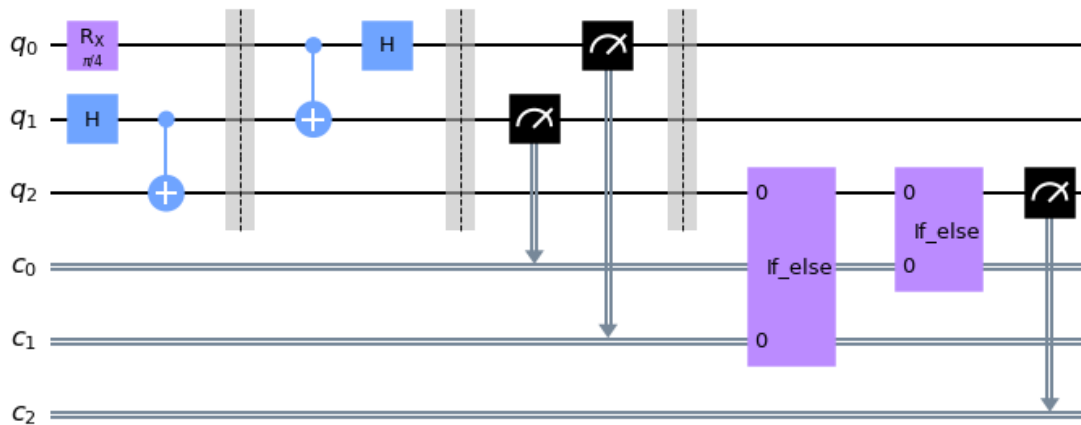 q0 RX π/4 H
q1 H
q2 0 0
If_else
c0 If_else 0
c1 0
c2